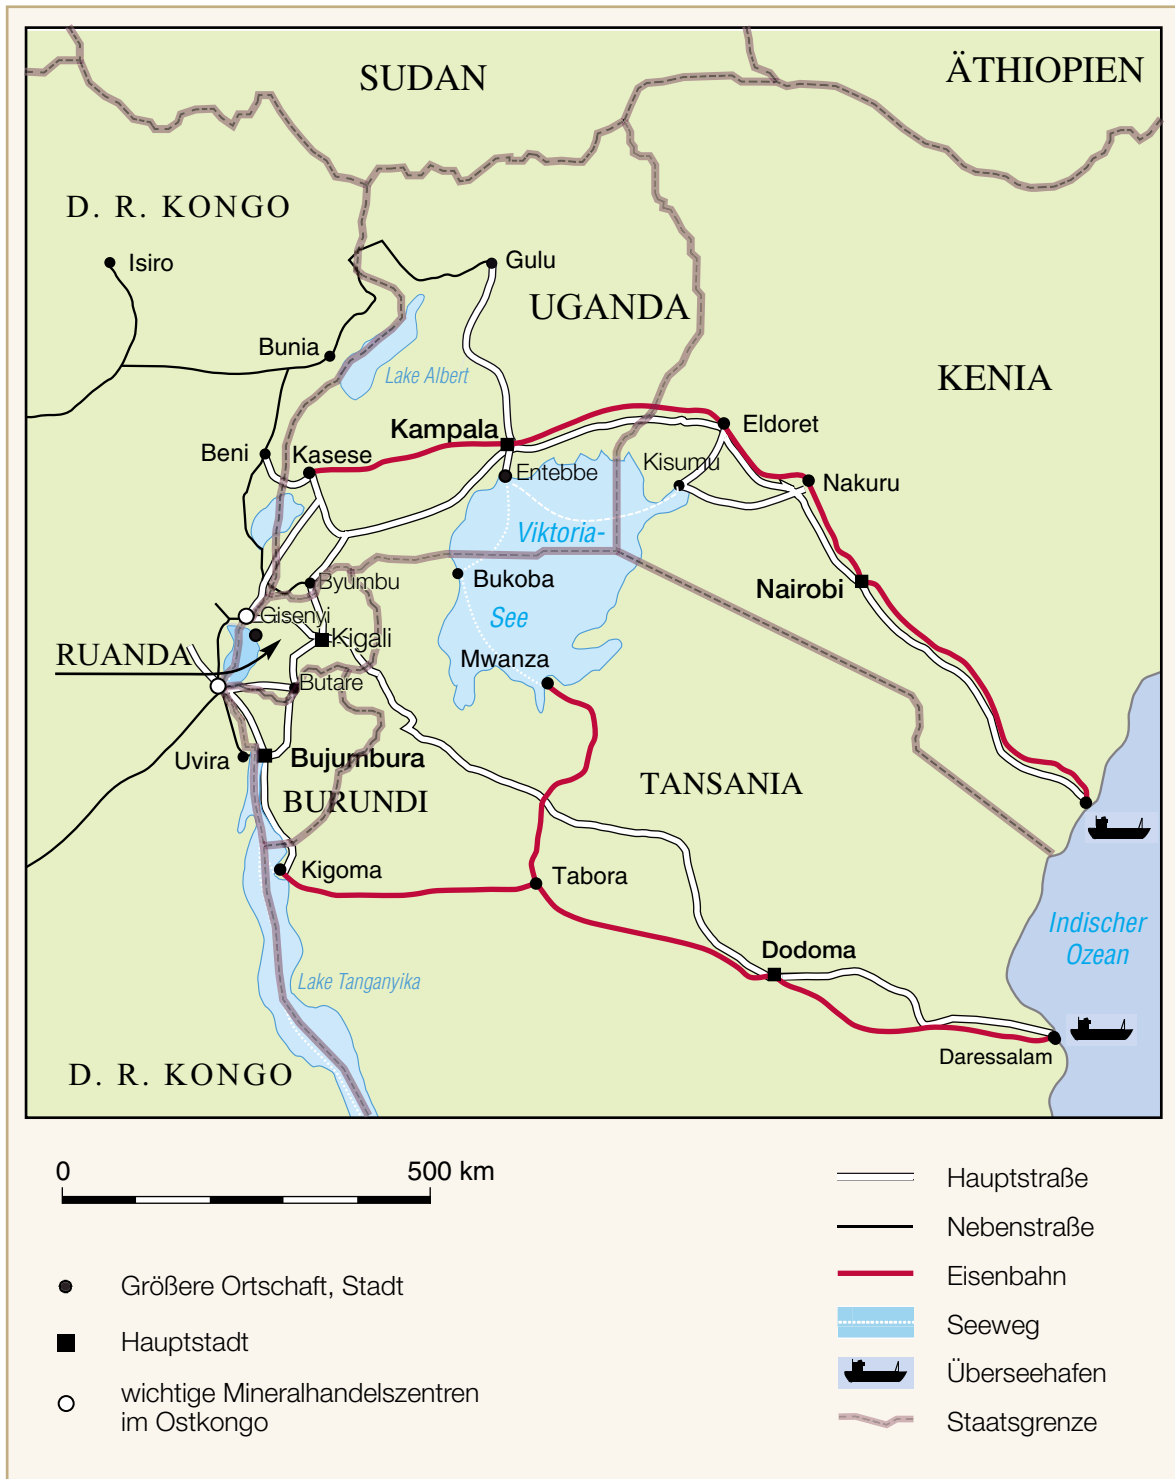 SUDAN
ÄTHIOPIEN
D. R. KONGO
Isiro
Gulu
UGANDA
Bunia
Lake Albert
KENIA
Kampala
Eldoret
Beni
Kasese
Entebbe
Kisumu
Nakuru
Viktoria-
See
Byumbu
Bukoba
Nairobi
Gisenyi
Kigali
RUANDA
Mwanza
Butare
Uvira
Bujumbura
BURUNDI
TANSANIA
Kigoma
Tabora
Indischer
Ozean
Dodoma
Lake Tanganyika
Daressalam
D. R. KONGO
0
500 km
Größere Ortschaft, Stadt
Hauptstadt
wichtige Mineralhandelszentren
im Ostkongo
Hauptstraße
Nebenstraße
Eisenbahn
Seeweg
Überseehafen
Staatsgrenze